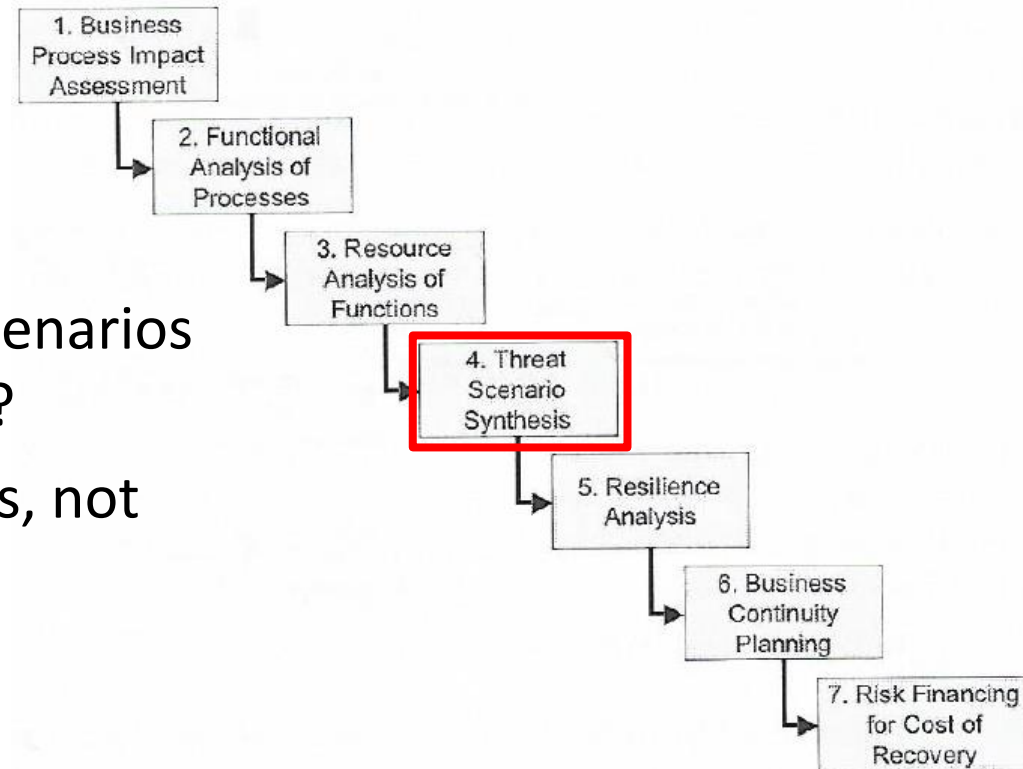 1. Business
Process Impact
Assessment
2. Functional
Analysis of
Processes
3. Resource
Analysis of
Functions
enarios
?
s, not
4. Threat
Scenario
Synthesis
5. Resilience
Analysis
6. Business
Continuity
Planning
7. Risk Financing
for Cost of
Recovery